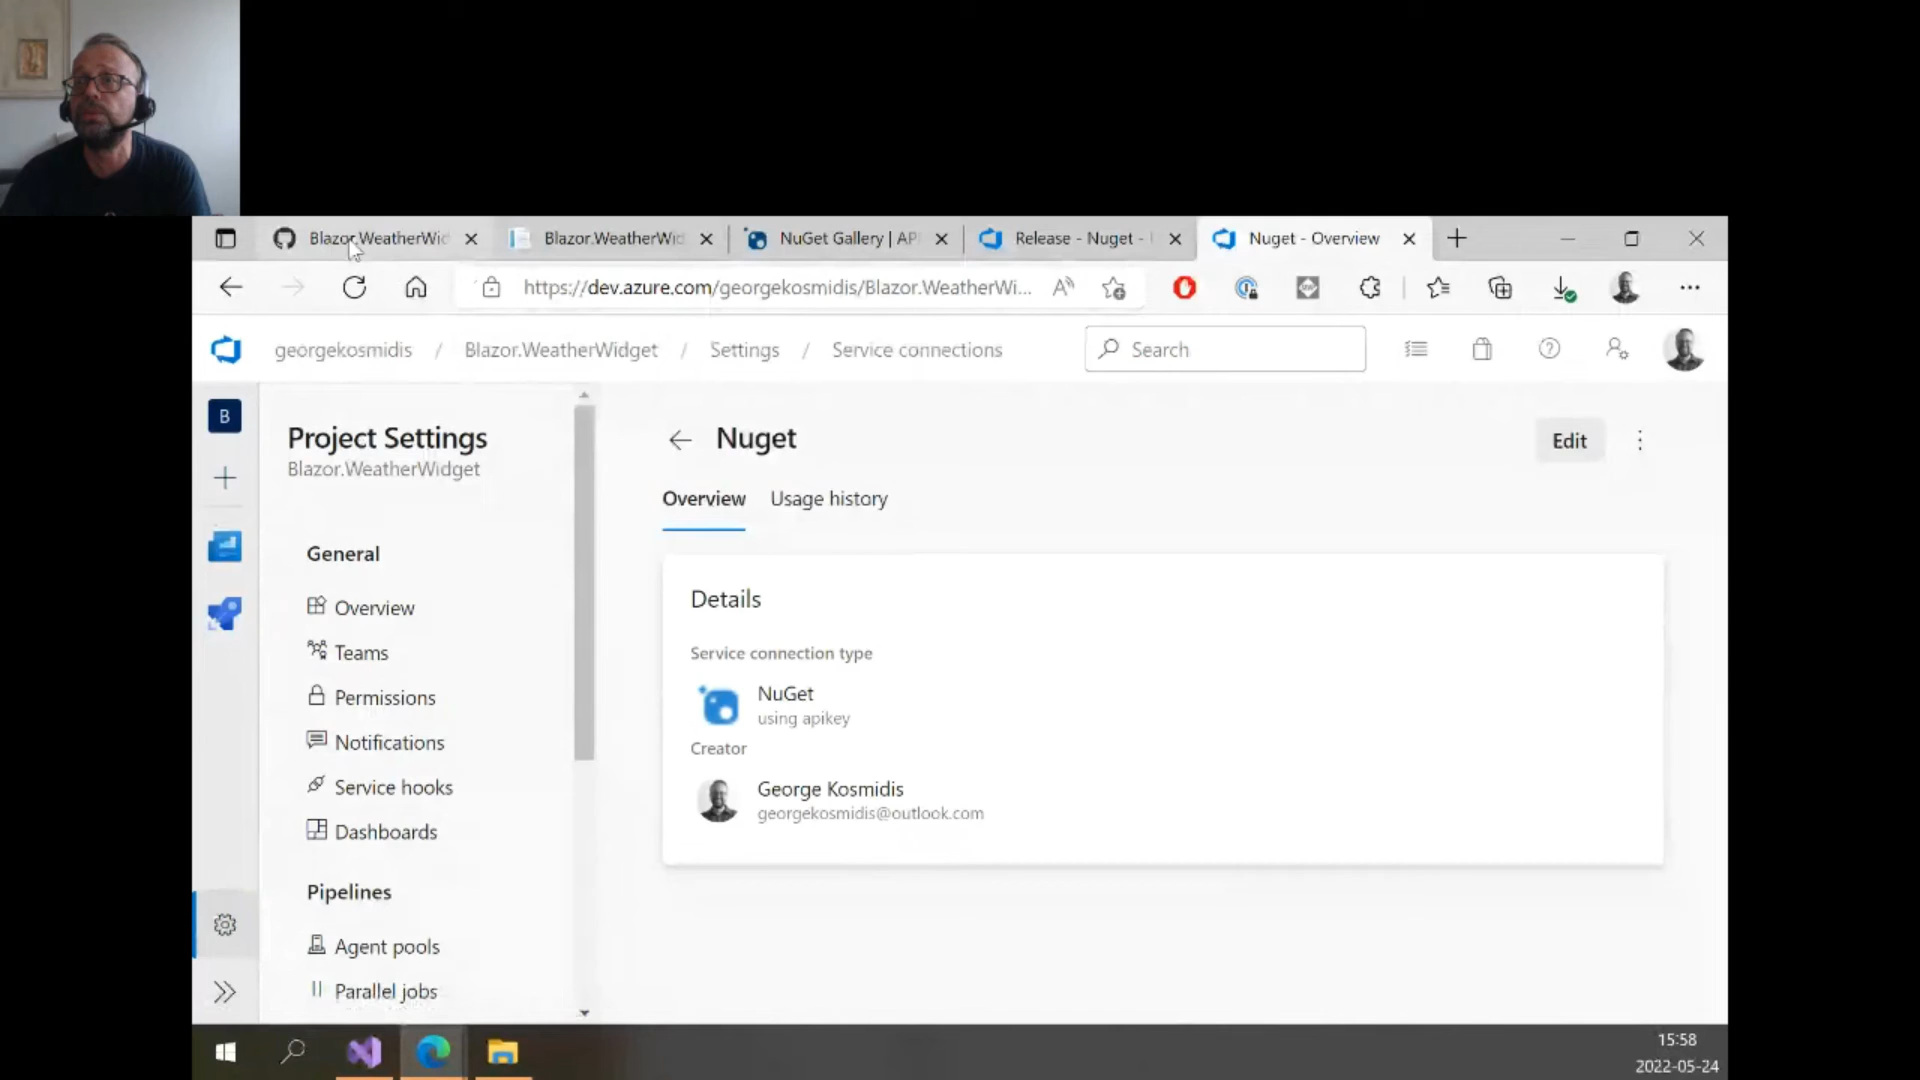 Blazor.WeatherWid
Blazor.WeatherWid
NuGet Gallery | AP
Release - Nuget -
Nuget - Overview
https://dev.azure.com/georgekosmidis/Blazor.WeatherWi...
georgekosmidis / Blazor.WeatherWidget / Settings / Service connections
Search
B
Project Settings
Blazor.WeatherWidget
General
Overview
Teams
Permissions
Notifications
Service hooks
Dashboards
Pipelines
Agent pools
Parallel jobs
Nuget
Edit
Overview
Usage history
Details
Service connection type
NuGet
using apikey
Creator
George Kosmidis
georgekosmidis@outlook.com
15:58
2022-05-24